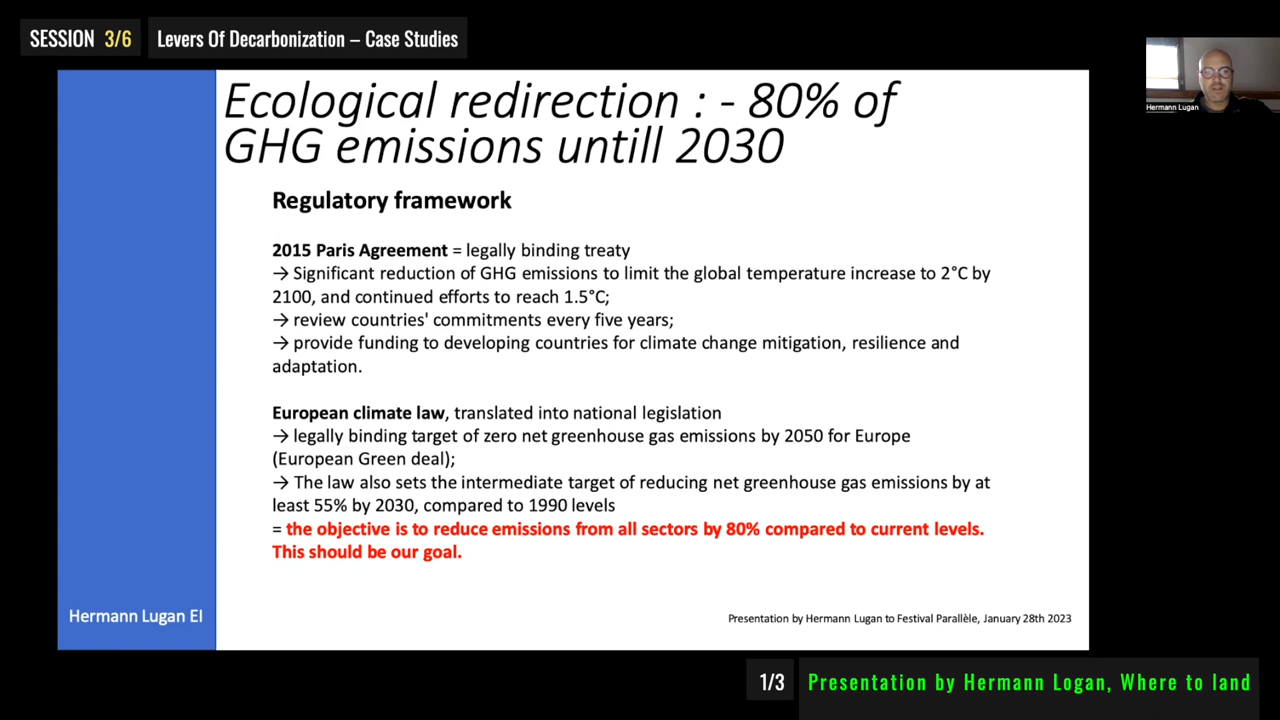 SESSION 3/6 Levers Of Decarbonization – Case Studies
Hermann Lugan
Ecological redirection : - 80% of
GHG emissions untill 2030
Regulatory framework
2015 Paris Agreement = legally binding treaty
→ Significant reduction of GHG emissions to limit the global temperature increase to 2°C by
2100, and continued efforts to reach 1.5°C;
→ review countries' commitments every five years;
→ provide funding to developing countries for climate change mitigation, resilience and
adaptation.
European climate law, translated into national legislation
→ legally binding target of zero net greenhouse gas emissions by 2050 for Europe
(European Green deal);
→ The law also sets the intermediate target of reducing net greenhouse gas emissions by at
least 55% by 2030, compared to 1990 levels
= the objective is to reduce emissions from all sectors by 80% compared to current levels.
This should be our goal.
Hermann Lugan EI
Presentation by Hermann Lugan to Festival Parallèle, January 28th 2023
1/3 Presentation by Hermann Logan, Where to land